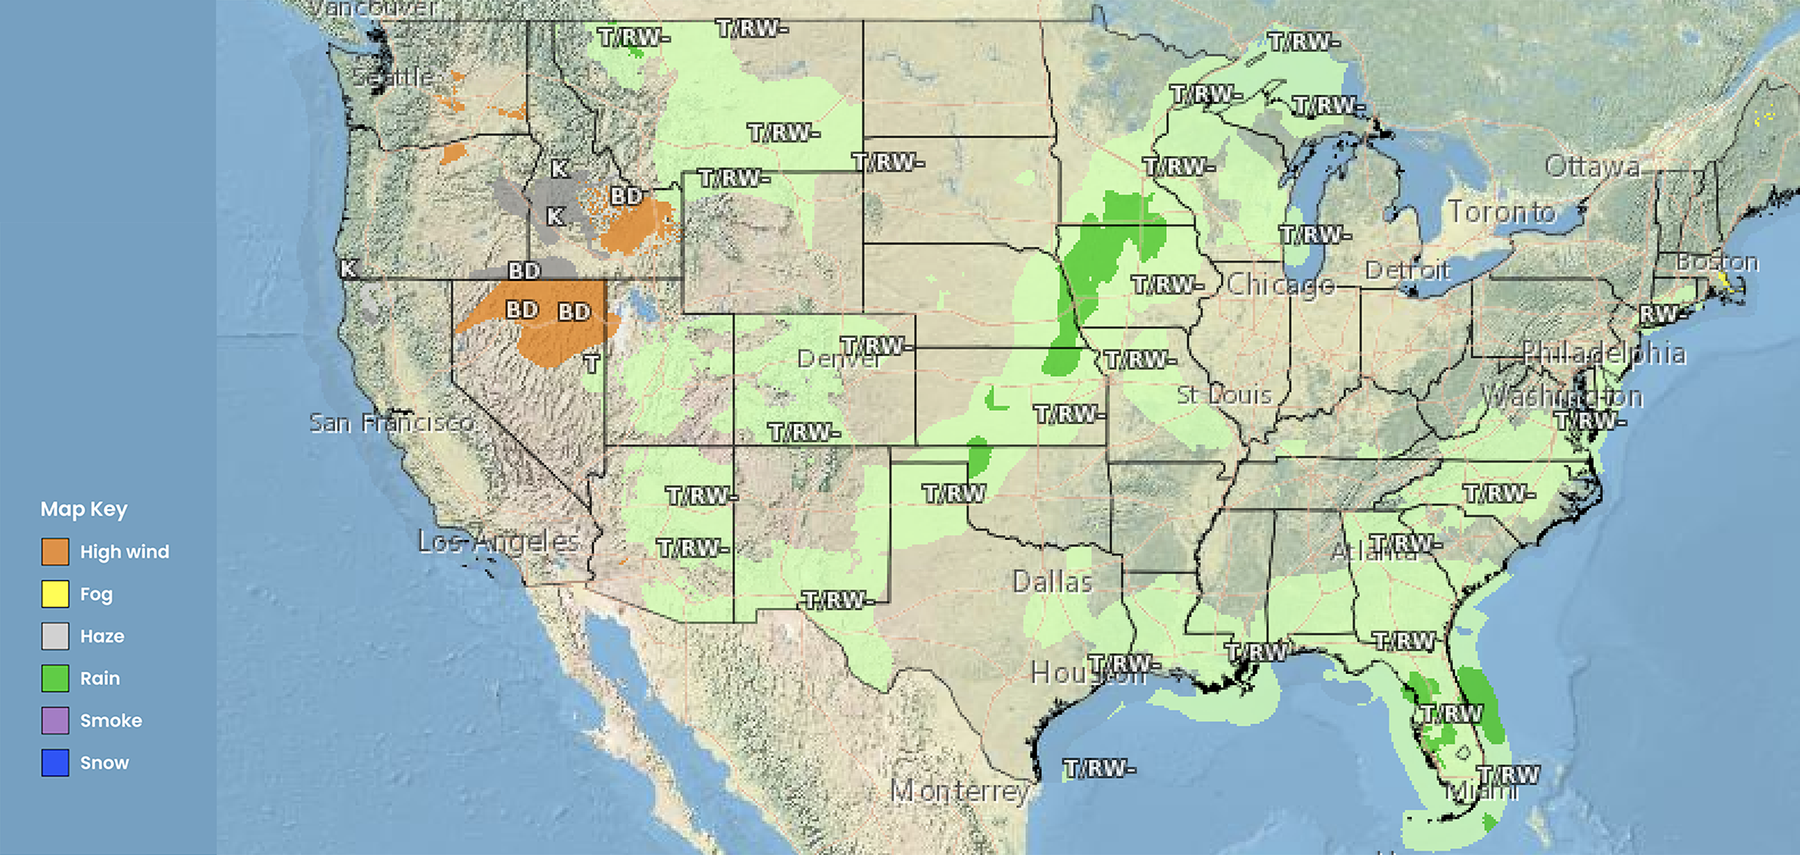 Vancouver
T/RW-
T/RW-
T/RW-
Seattle
T/RW-
T/RW-
T/RW-
K
T/RW-
T/RW-
T/RW-
Ottawa
BD
K
Toronto
T/RW-
K
BD
Boston
Detroit
T/RW-
Chicago
BD
BD
RW-
T/RW-
Denver
T
T/RW-
Philadelphia
St Louis
Washington
San Francisco
T/RW-
T/RW-
T/RW-
T/RW-
T/RW
T/RW-
Map Key
High wind
Fog
Haze
Rain
Smoke
Snow
Los Angeles
T/RW-
T/RW-
Atlanta
Dallas
T/RW-
T/RW-
T/RW
T/RW-
Houston
T/RW
T/RW-
T/RW
Monterrey
Miami